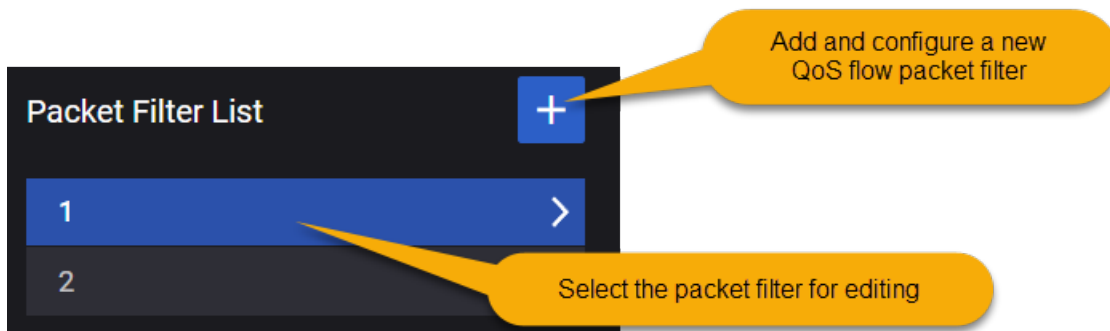 Add and configure a new
QoS flow packet filter
Packet Filter List
+
1
2
Select the packet filter for editing